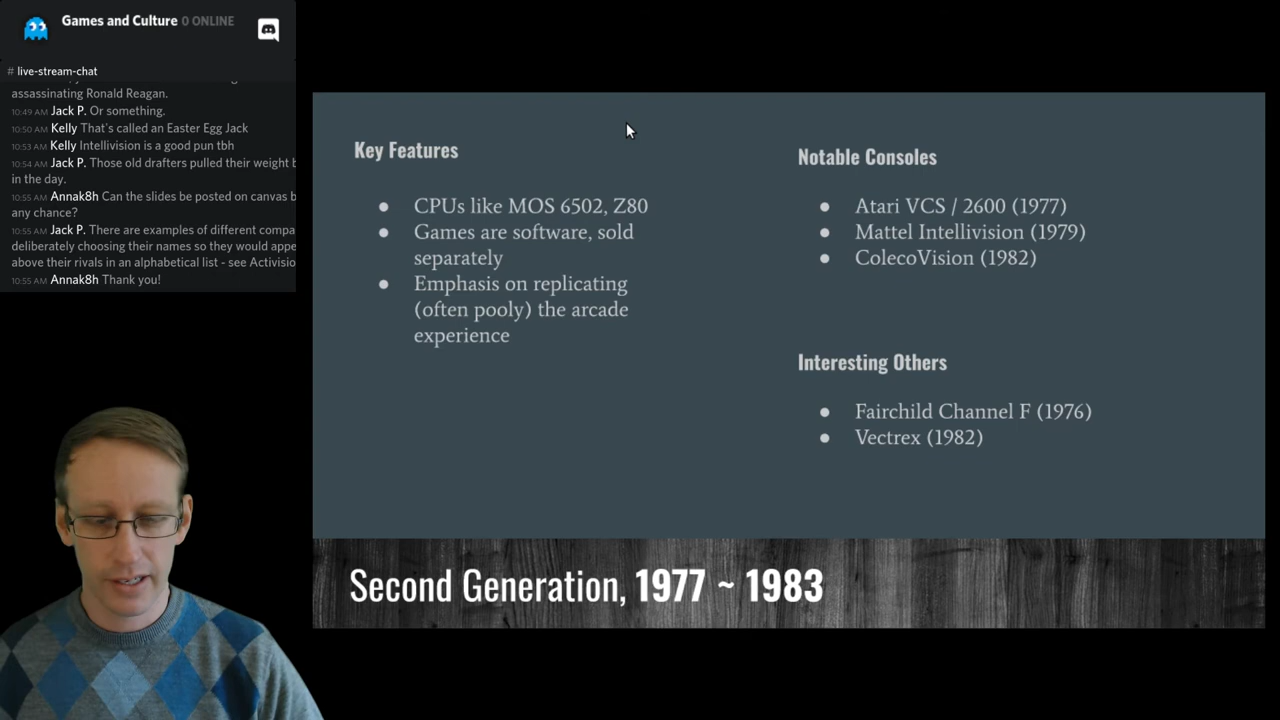 Games and Culture 0 ONLINE
# live-stream-chat
assassinating Ronald Reagan.
10:49 AM Jack P. Or something.
10:50 AM Kelly That's called an Easter Egg Jack
10:53 AM Kelly Intellivision is a good pun tbh
10:54 AM Jack P. Those old drafters pulled their weight b
in the day.
10:55 AM Annak8h Can the slides be posted on canvas b
any chance?
10:55 AM Jack P. There are examples of different compa
deliberately choosing their names so they would appe
above their rivals in an alphabetical list - see Activisio
10:55 AM Annak8h Thank you!
Key Features
● CPUs like MOS 6502, Z80
● Games are software, sold
separately
● Emphasis on replicating
(often pooly) the arcade
experience
Notable Consoles
● Atari VCS / 2600 (1977)
● Mattel Intellivision (1979)
● ColecoVision (1982)
Interesting Others
● Fairchild Channel F (1976)
● Vectrex (1982)
Second Generation, 1977 ~ 1983